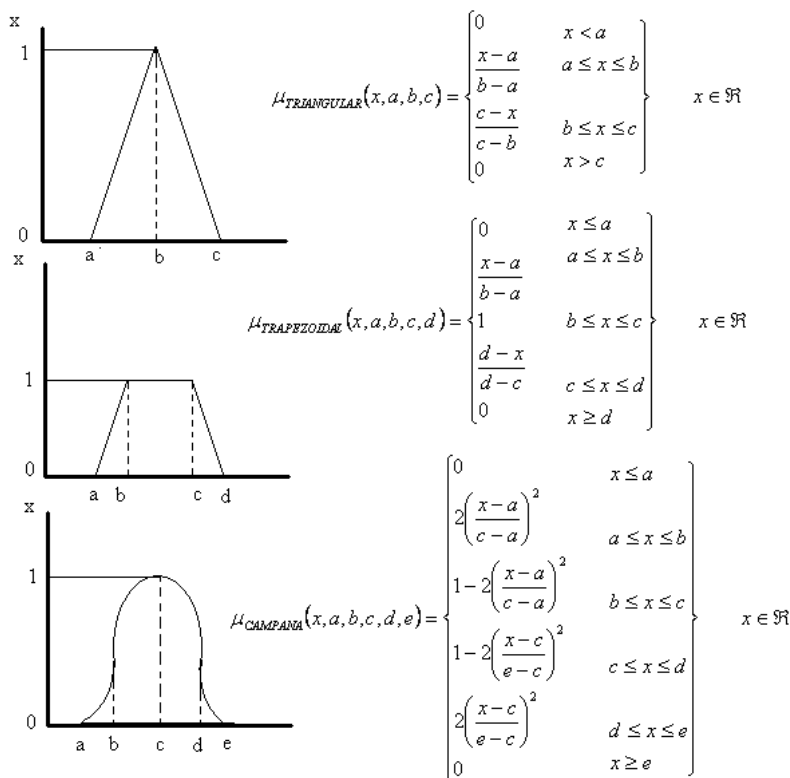 x
1
0
a b c
μTRIANGULAR(x,a,b,c) = { 0 x < a
(x−a)/(b−a) a ≤ x ≤ b
(c−x)/(c−b) b ≤ x ≤ c
0 x > c } x ∈ ℜ
x
1
0
a b c d
μTRAPEZOIDAL(x,a,b,c,d) = { 0 x ≤ a
(x−a)/(b−a) a ≤ x ≤ b
1 b ≤ x ≤ c
(d−x)/(d−c) c ≤ x ≤ d
0 x ≥ d } x ∈ ℜ
x
1
0
a b c d e
μCAMPANA(x,a,b,c,d,e) = { 0 x ≤ a
2((x−a)/(c−a))² a ≤ x ≤ b
1−2((x−a)/(c−a))² b ≤ x ≤ c
1−2((x−c)/(e−c))² c ≤ x ≤ d
2((x−c)/(e−c))² d ≤ x ≤ e
0 x ≥ e } x ∈ ℜ